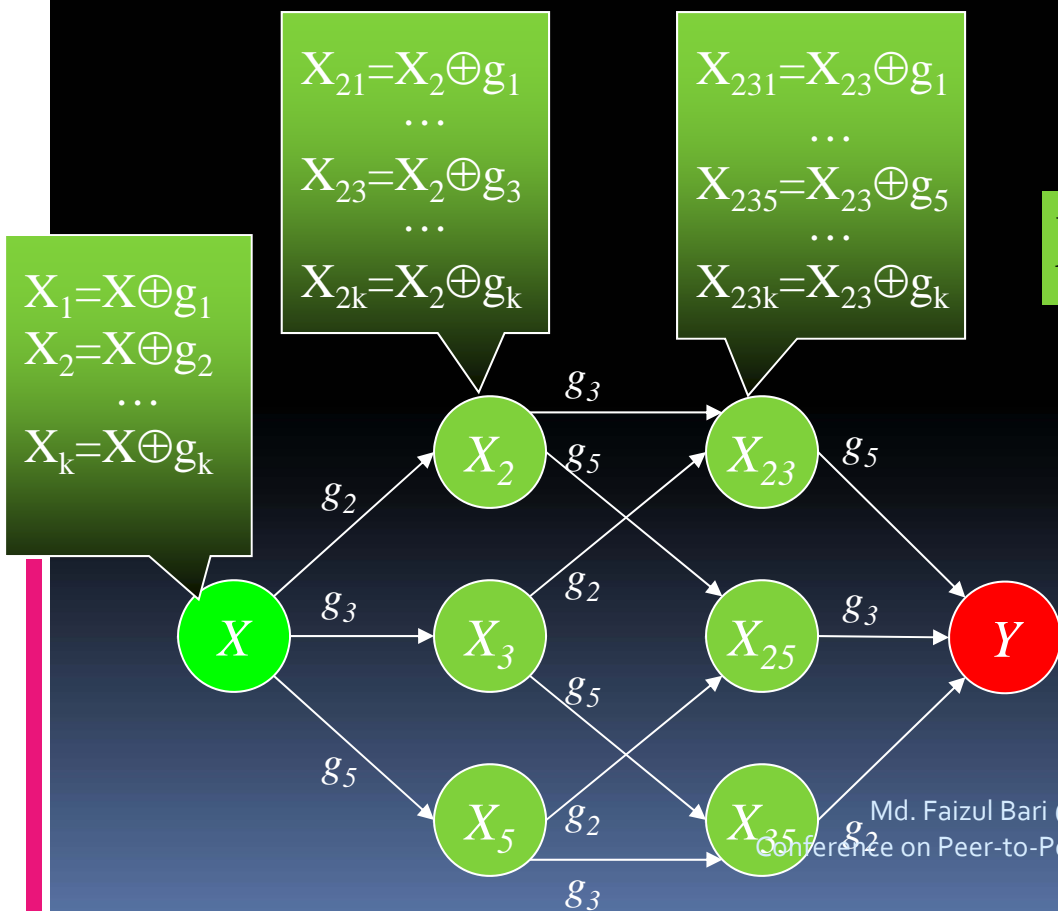 X₁=X⊕g₁
X₂=X⊕g₂
…
Xₖ=X⊕gₖ
X₂₁=X₂⊕g₁
…
X₂₃=X₂⊕g₃
…
X₂ₖ=X₂⊕gₖ
X₂₃₁=X₂₃⊕g₁
…
X₂₃₅=X₂₃⊕g₅
…
X₂₃ₖ=X₂₃⊕gₖ
g₃
X₂
g₅
X₂₃
g₅
g₂
X
g₃
X₃
g₂
X₂₅
g₃
Y
g₅
g₅
X₅
g₂
X₃₅
g₂
g₃
Md. Faizul Bari (
Conference on Peer-to-Pe